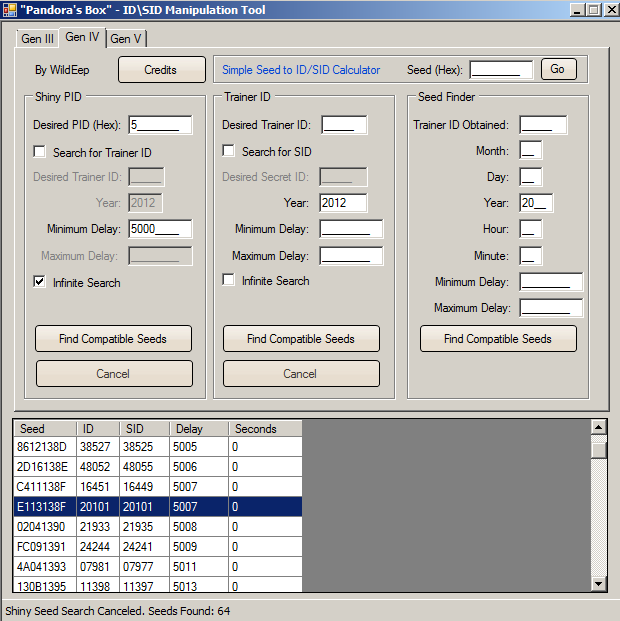 "Pandora's Box" - ID\SID Manipulation Tool
Gen III Gen IV Gen V
By WildEep Credits Simple Seed to ID/SID Calculator Seed (Hex): ________ Go
Shiny PID Trainer ID Seed Finder
Desired PID (Hex): 5_______ Desired Trainer ID: _____ Trainer ID Obtained: _____
Search for Trainer ID Search for SID Month: __
Desired Trainer ID: _____ Desired Secret ID: _____ Day: __
Year: 2012 Year: 2012 Year: 20__
Minimum Delay: 5000____ Minimum Delay: ________ Hour: __
Maximum Delay: ________ Maximum Delay: ________ Minute: __
Infinite Search Infinite Search Minimum Delay: ________
Maximum Delay: ________
Find Compatible Seeds Find Compatible Seeds Find Compatible Seeds
Cancel Cancel
Seed ID SID Delay Seconds
8612138D 38527 38525 5005 0
2D16138E 48052 48055 5006 0
C411138F 16451 16449 5007 0
E113138F 20101 20101 5007 0
02041390 21933 21935 5008 0
FC091391 24244 24241 5009 0
4A041393 07981 07977 5011 0
130B1395 11398 11397 5013 0
Shiny Seed Search Canceled. Seeds Found: 64